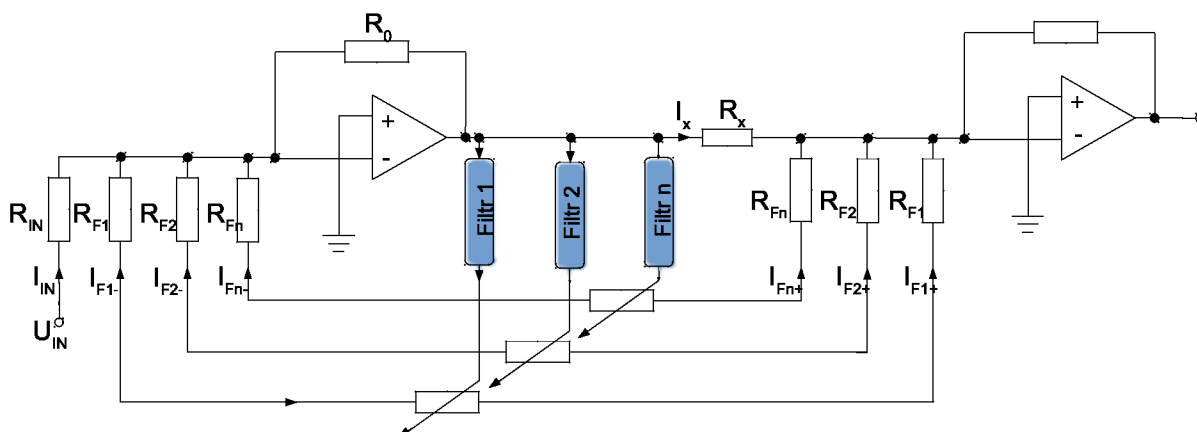 R0
+
-
Ix
Rx
+
-
RIN
RF1
RF2
RFn
Filtr 1
Filtr 2
Filtr n
RFn
RF2
RF1
IIN
IF1-
IF2-
IFn-
IFn+
IF2+
IF1+
UIN